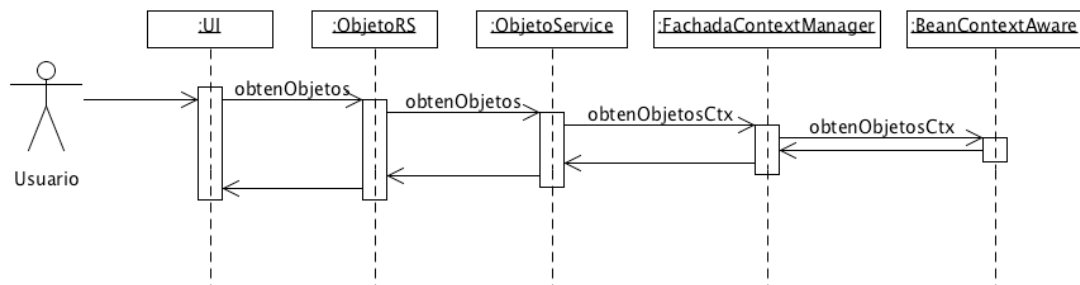 :UI
:ObjetoRS
:ObjetoService
:FachadaContextManager
:BeanContextAware
obtenObjetos
obtenObjetos
obtenObjetosCtx
obtenObjetosCtx
Usuario